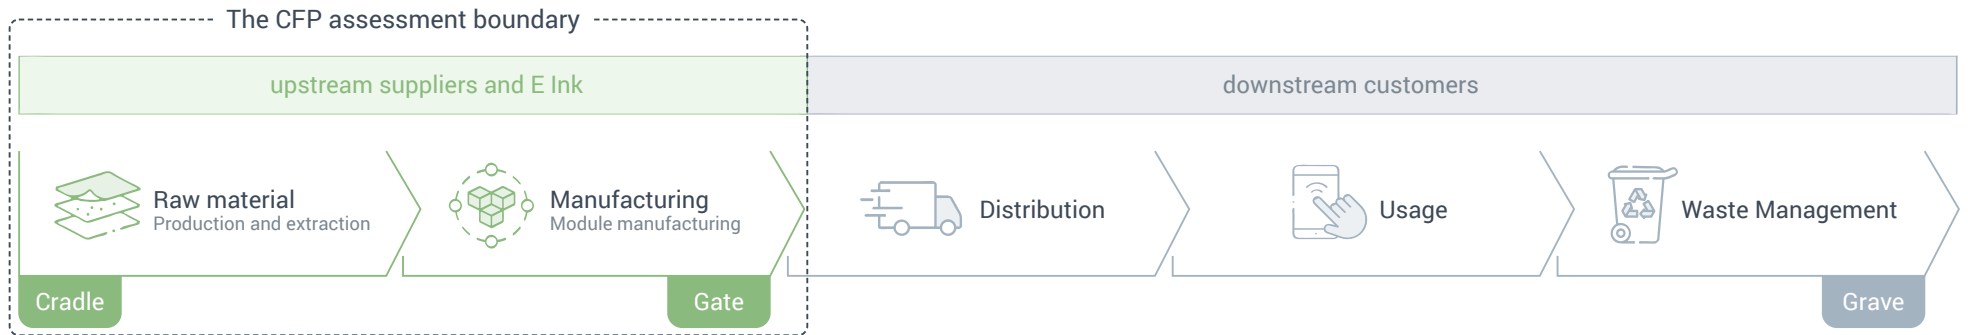 The CFP assessment boundary
upstream suppliers and E Ink
downstream customers
Raw material
Production and extraction
Manufacturing
Module manufacturing
Distribution
Usage
Waste Management
Cradle
Gate
Grave